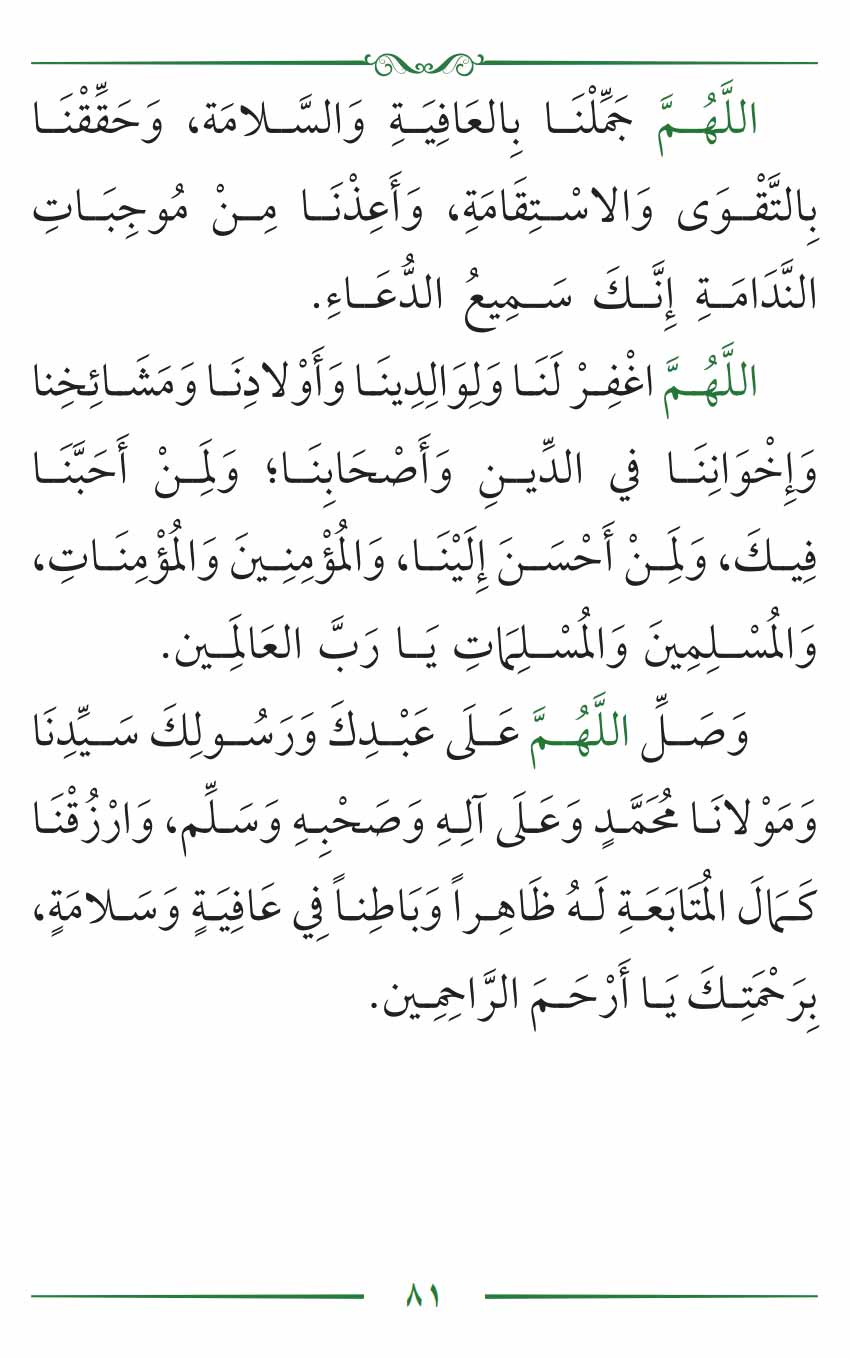 اللَّهُمَّ جَمِّلْنَا بِالعَافِيَةِ وَالسَّلامَة، وَحَقِّقْنَا
بِالتَّقْوَى وَالاسْتِقَامَةِ، وَأَعِذْنَا مِنْ مُوجِبَاتِ
النَّدَامَةِ إِنَّكَ سَمِيعُ الدُّعَاءِ.
اللَّهُمَّ اغْفِرْ لَنَا وَلِوَالِدِينَا وَأَوْلادِنَا وَمَشَائِخِنا
وَإِخْوَانِنَا في الدِّينِ وَأَصْحَابِنَا؛ وَلِمَنْ أَحَبَّنَا
فِيكَ، وَلِمَنْ أَحْسَنَ إِلَيْنَا، وَالمُؤْمِنِينَ وَالمُؤْمِنَاتِ،
وَالمُسْلِمِينَ وَالمُسْلِمَاتِ يَا رَبَّ العَالَمِين.
وَصَلِّ اللَّهُمَّ عَلَى عَبْدِكَ وَرَسُولِكَ سَيِّدِنَا
وَمَوْلانَا مُحَمَّدٍ وَعَلَى آلِهِ وَصَحْبِهِ وَسَلِّم، وَارْزُقْنَا
كَمَالَ المُتَابَعَةِ لَهُ ظَاهِراً وَبَاطِناً فِي عَافِيَةٍ وَسَلامَةٍ،
بِرَحْمَتِكَ يَا أَرْحَمَ الرَّاحِمِين.
٨١